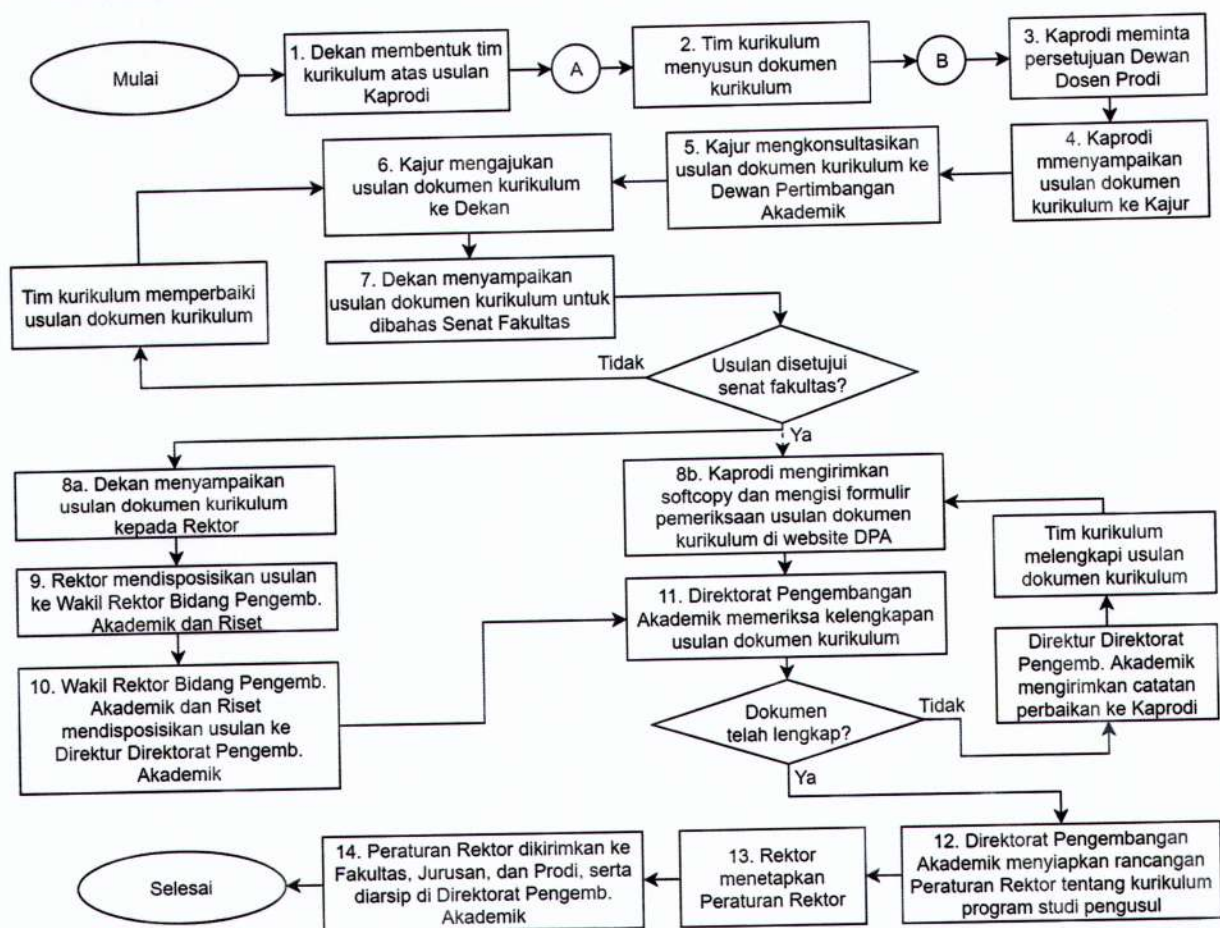 Mulai
1. Dekan membentuk tim
kurikulum atas usulan
Kaprodi
A
2. Tim kurikulum
menyusun dokumen
kurikulum
B
3. Kaprodi meminta
persetujuan Dewan
Dosen Prodi
4. Kaprodi
mmenyampaikan
usulan dokumen
kurikulum ke Kajur
5. Kajur mengkonsultasikan
usulan dokumen kurikulum ke
Dewan Pertimbangan
Akademik
6. Kajur mengajukan
usulan dokumen kurikulum
ke Dekan
7. Dekan menyampaikan
usulan dokumen kurikulum untuk
dibahas Senat Fakultas
Tim kurikulum memperbaiki
usulan dokumen kurikulum
Tidak
Usulan disetujui
senat fakultas?
Ya
8a. Dekan menyampaikan
usulan dokumen kurikulum
kepada Rektor
8b. Kaprodi mengirimkan
softcopy dan mengisi formulir
pemeriksaan usulan dokumen
kurikulum di website DPA
Tim kurikulum
melengkapi usulan
dokumen kurikulum
9. Rektor mendisposisikan usulan
ke Wakil Rektor Bidang Pengemb.
Akademik dan Riset
11. Direktorat Pengembangan
Akademik memeriksa kelengkapan
usulan dokumen kurikulum
Direktur Direktorat
Pengemb. Akademik
mengirimkan catatan
perbaikan ke Kaprodi
10. Wakil Rektor Bidang Pengemb.
Akademik dan Riset
mendisposisikan usulan ke
Direktur Direktorat Pengemb.
Akademik
Dokumen
telah lengkap?
Tidak
Ya
12. Direktorat Pengembangan
Akademik menyiapkan rancangan
Peraturan Rektor tentang kurikulum
program studi pengusul
13. Rektor
menetapkan
Peraturan Rektor
14. Peraturan Rektor dikirimkan ke
Fakultas, Jurusan, dan Prodi, serta
diarsip di Direktorat Pengemb.
Akademik
Selesai